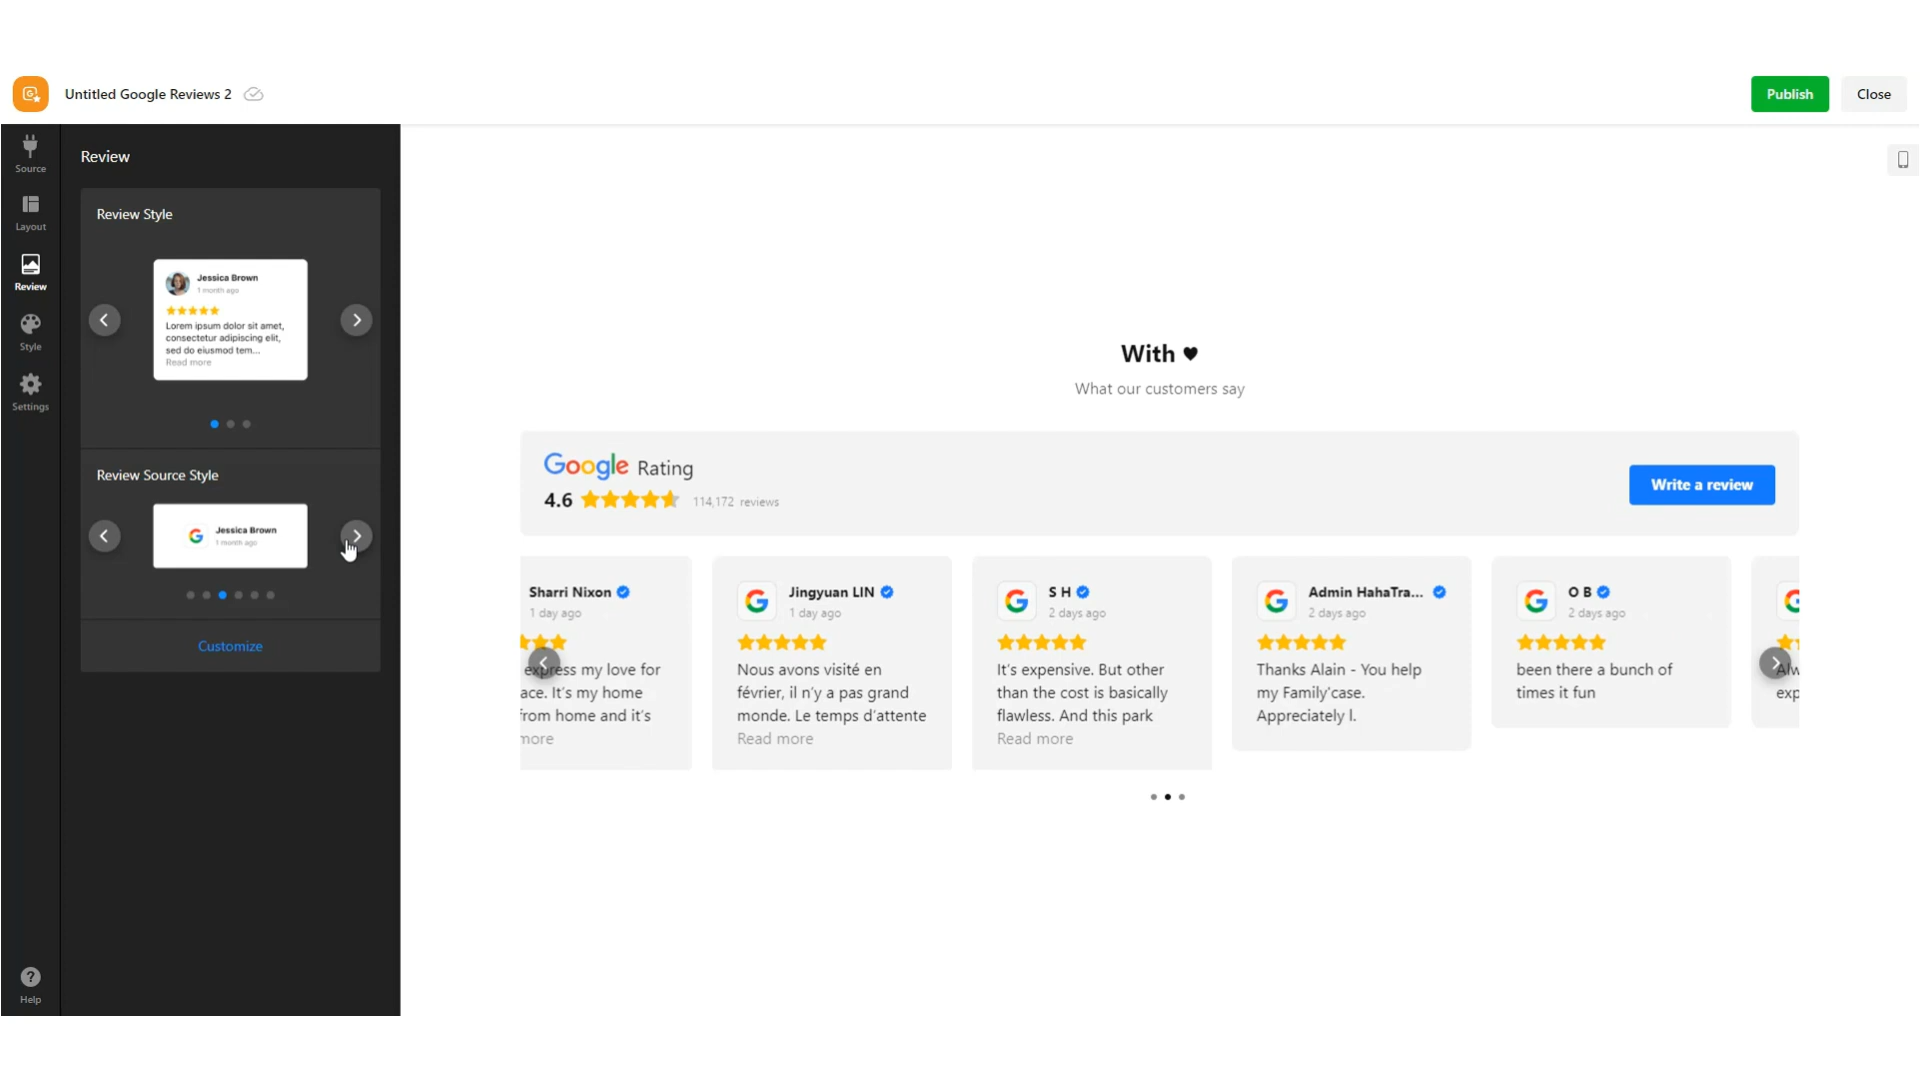 Untitled Google Reviews 2
Publish
Close
Source
Layout
Review
Style
Settings
Help
Review
Review Style
Jessica Brown
1 month ago
Lorem ipsum dolor sit amet,
consectetur adipiscing elit,
sed do eiusmod tem...
Read more
Review Source Style
Jessica Brown
1 month ago
Customize
With ♥
What our customers say
Google Rating
4.6
114,172 reviews
Write a review
Sharri Nixon
1 day ago
express my love for
ace. It's my home
from home and it's
more
Jingyuan LIN
1 day ago
Nous avons visité en
février, il n'y a pas grand
monde. Le temps d'attente
Read more
S H
2 days ago
It's expensive. But other
than the cost is basically
flawless. And this park
Read more
Admin HahaTra...
2 days ago
Thanks Alain - You help
my Family'case.
Appreciately I.
O B
2 days ago
been there a bunch of
times it fun
Alw
exp